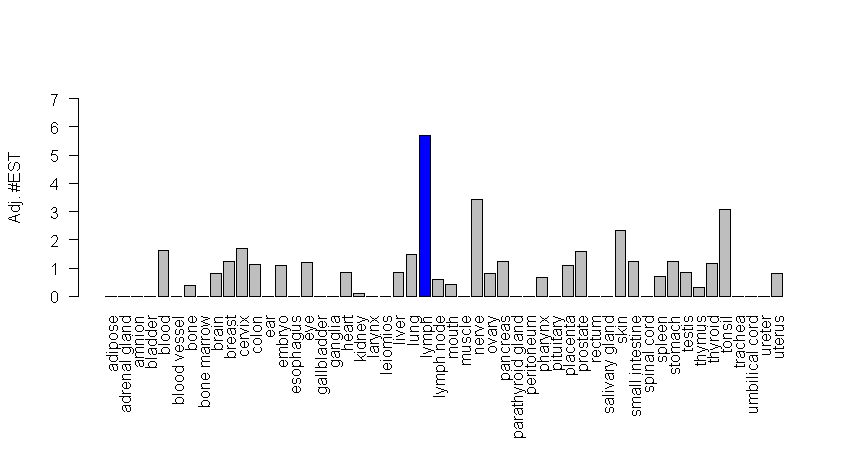 Adj. #EST
7
6
5
4
3
2
1
0
adipose
adrenal gland
amnion
bladder
blood
blood vessel
bone
bone marrow
brain
breast
cervix
colon
ear
embryo
esophagus
eye
gallbladder
ganglia
heart
kidney
larynx
leiomios
liver
lung
lymph
lymph node
mouth
muscle
nerve
ovary
pancreas
parathyroid gland
peritoneum
pharynx
pituitary
placenta
prostate
rectum
salivary gland
skin
small intestine
spinal cord
spleen
stomach
testis
thymus
thyroid
tonsil
trachea
umbilical cord
ureter
uterus